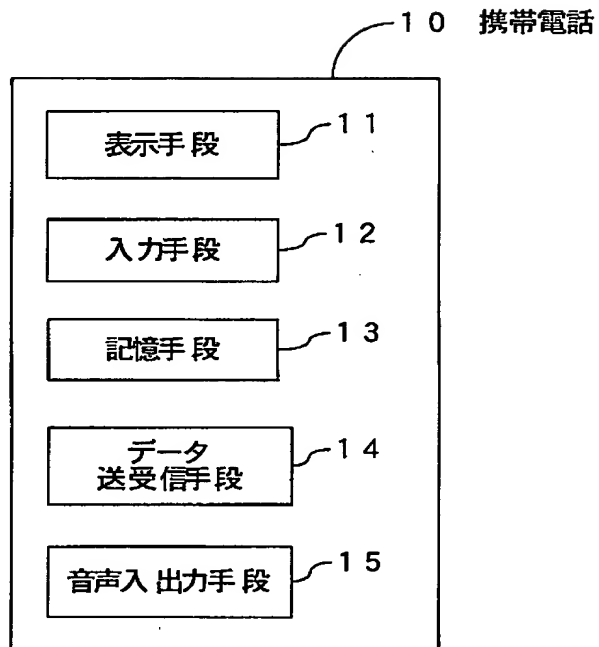 10 携帯電話
表示手段 11
入力手段 12
記憶手段 13
データ 14
送受信手段
音声入出力手段 15